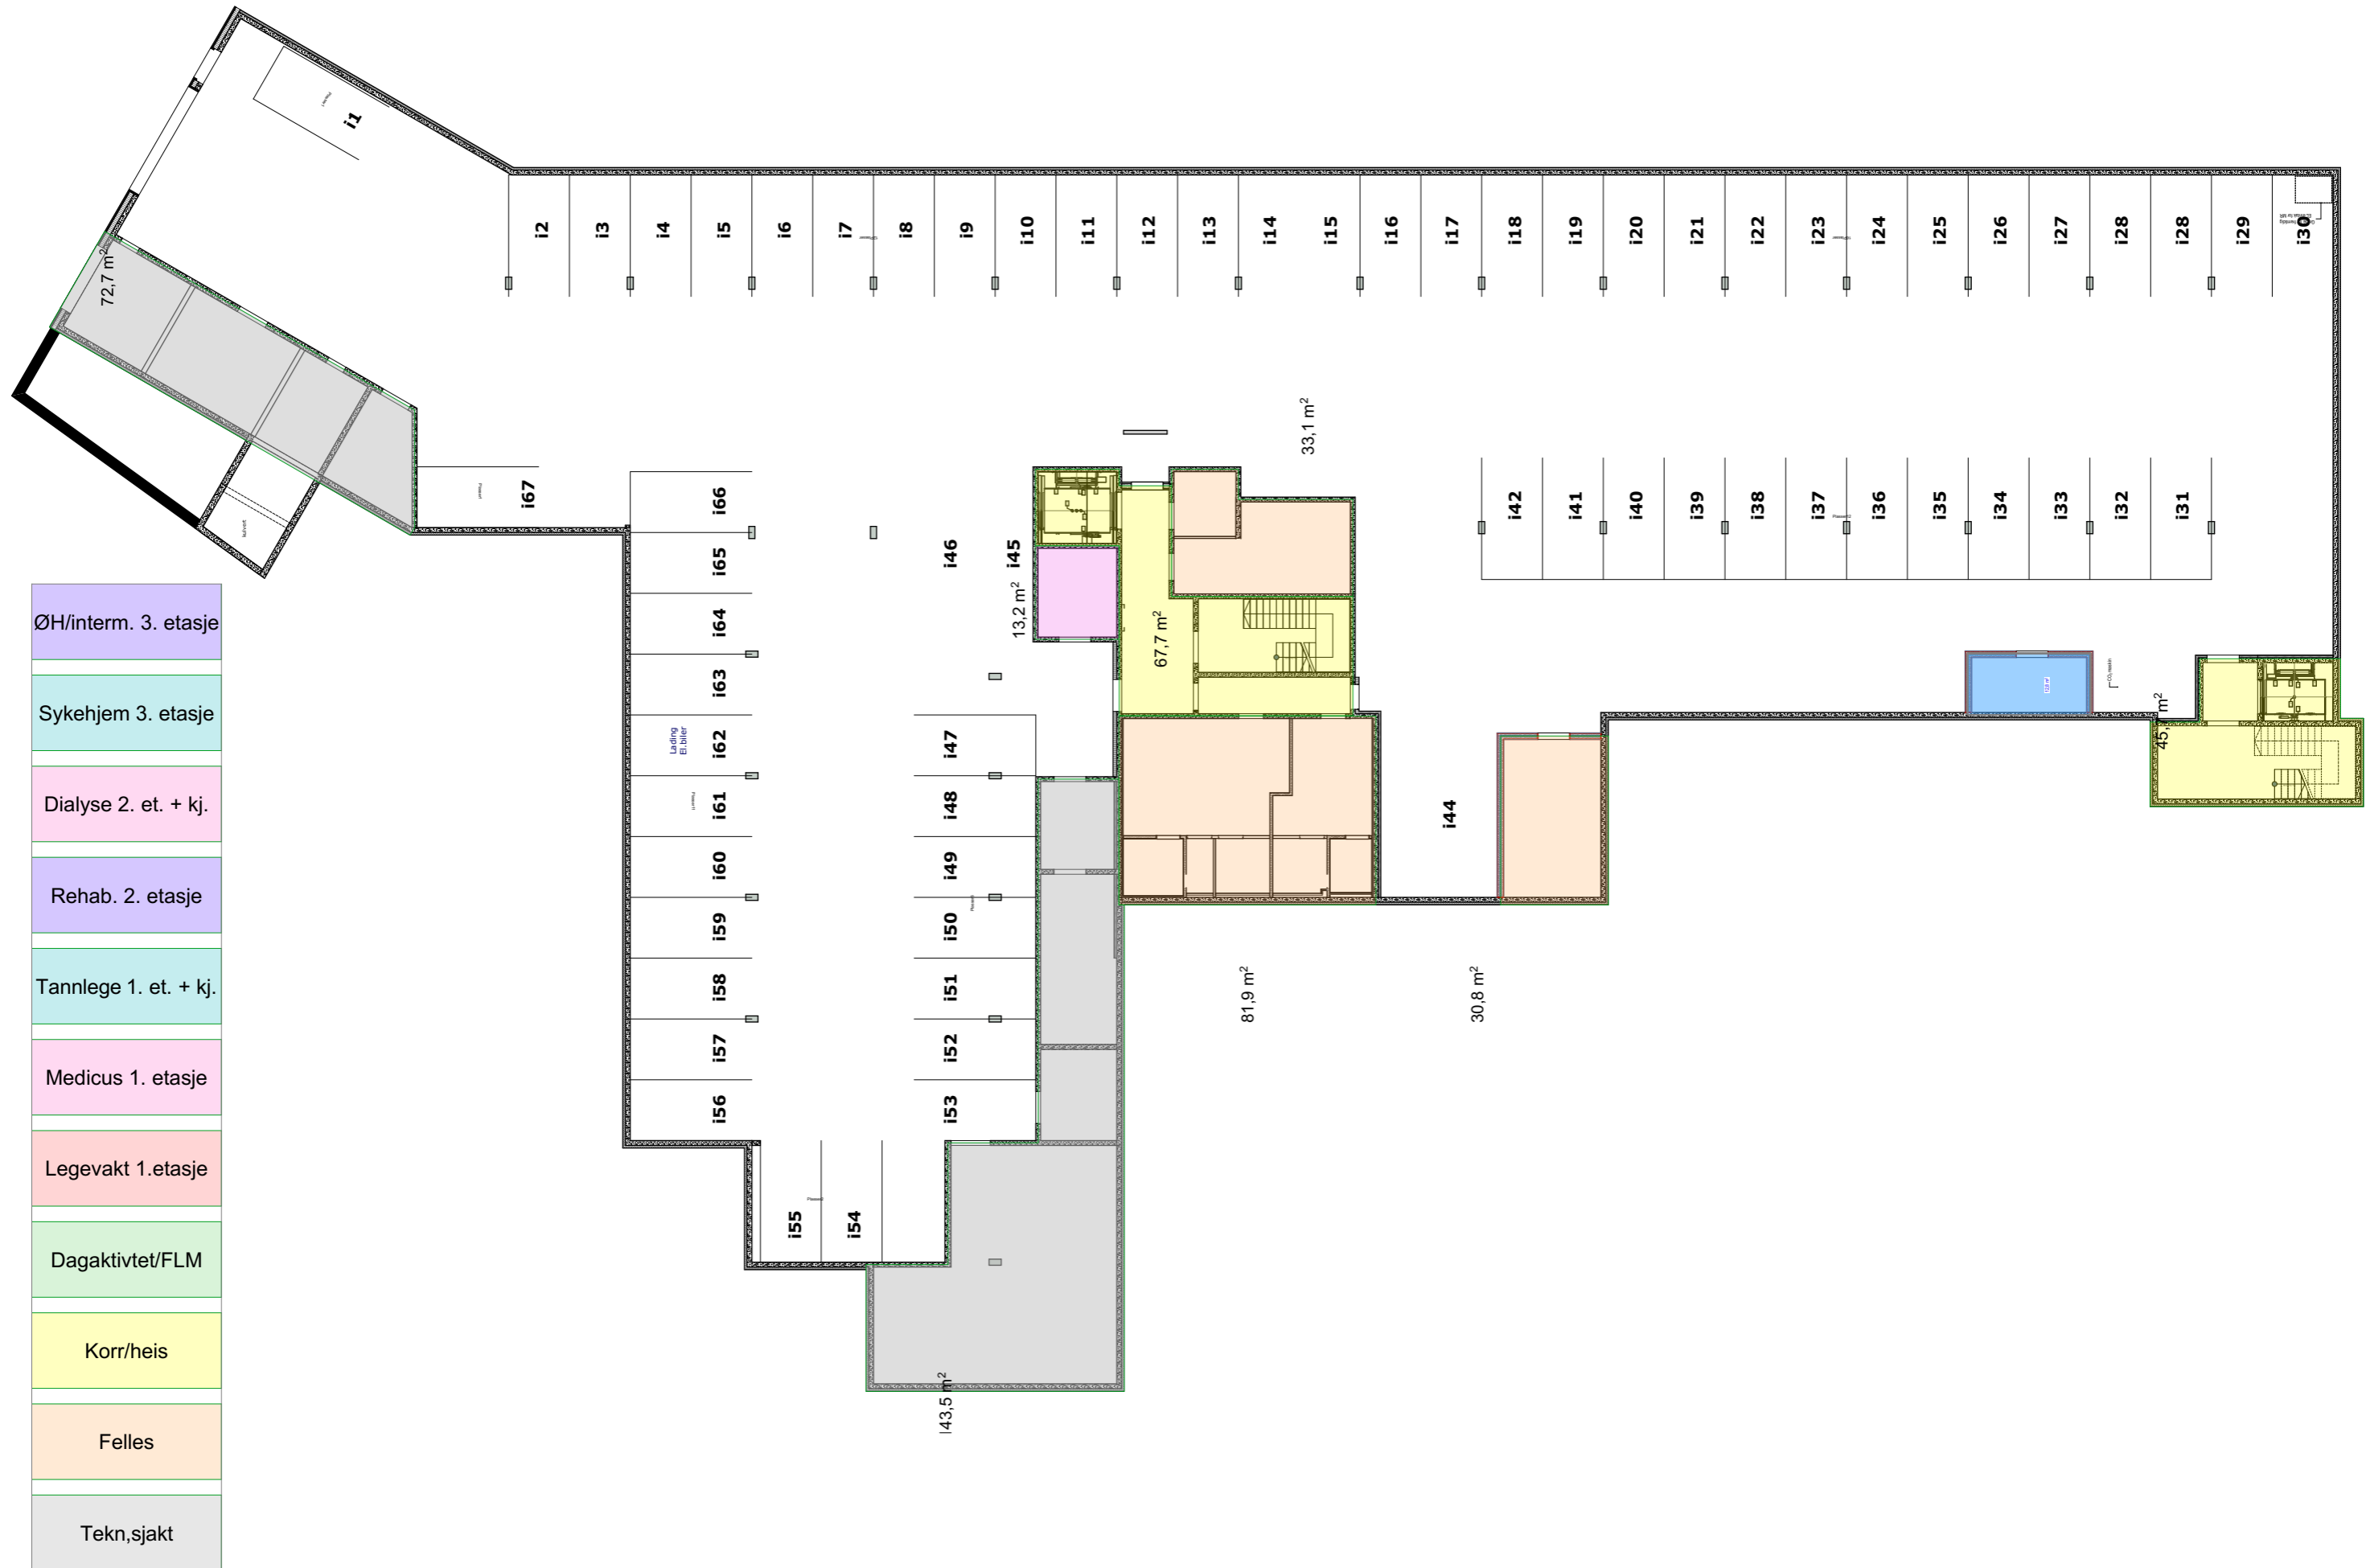 i1
i2
i3
i4
i5
i6
i7
i8
i9
i10
i11
i12
i13
i14
i15
i16
i17
i18
i19
i20
i21
i22
i23
i24
i25
i26
i27
i28
i28
i29
i30
72,7 m²
33,1 m²
i67
i66
i65
i64
i63
i46
i45
13,2 m²
67,7 m²
i42
i41
i40
i39
i38
i37
i36
i35
i34
i33
i32
i31
Lading
El.biler
i62
i61
i60
i59
i58
i57
i56
i47
i48
i49
i50
i51
i52
i53
i55
i54
i44
81,9 m²
30,8 m²
ØH/interm. 3. etasje
Sykehjem 3. etasje
Dialyse 2. et. + kj.
Rehab. 2. etasje
Tannlege 1. et. + kj.
Medicus 1. etasje
Legevakt 1.etasje
Dagaktivtet/FLM
Korr/heis
Felles
Tekn,sjakt